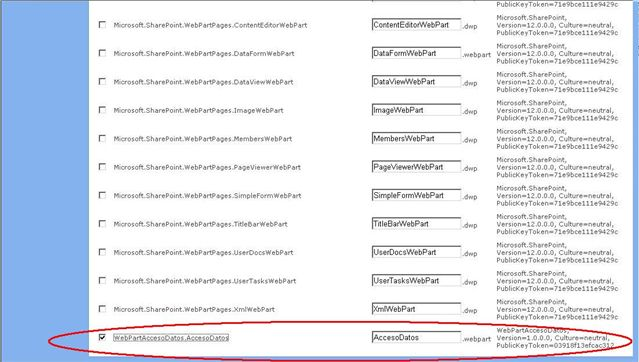 Microsoft.SharePoint.WebPartPages.ContentEditorWebPart ContentEditorWebPart .dwp Version=12.0.0.0, Culture=neutral,
PublicKeyToken=71e9bce111e9429c
Microsoft.SharePoint.WebPartPages.DataFormWebPart DataFormWebPart .webpart Microsoft.SharePoint,
Version=12.0.0.0, Culture=neutral,
PublicKeyToken=71e9bce111e9429c
Microsoft.SharePoint.WebPartPages.DataViewWebPart DataViewWebPart .dwp Microsoft.SharePoint,
Version=12.0.0.0, Culture=neutral,
PublicKeyToken=71e9bce111e9429c
Microsoft.SharePoint.WebPartPages.ImageWebPart ImageWebPart .dwp Microsoft.SharePoint,
Version=12.0.0.0, Culture=neutral,
PublicKeyToken=71e9bce111e9429c
Microsoft.SharePoint.WebPartPages.MembersWebPart MembersWebPart .dwp Microsoft.SharePoint,
Version=12.0.0.0, Culture=neutral,
PublicKeyToken=71e9bce111e9429c
Microsoft.SharePoint.WebPartPages.PageViewerWebPart PageViewerWebPart .dwp Microsoft.SharePoint,
Version=12.0.0.0, Culture=neutral,
PublicKeyToken=71e9bce111e9429c
Microsoft.SharePoint.WebPartPages.SimpleFormWebPart SimpleFormWebPart .dwp Microsoft.SharePoint,
Version=12.0.0.0, Culture=neutral,
PublicKeyToken=71e9bce111e9429c
Microsoft.SharePoint.WebPartPages.TitleBarWebPart TitleBarWebPart .dwp Microsoft.SharePoint,
Version=12.0.0.0, Culture=neutral,
PublicKeyToken=71e9bce111e9429c
Microsoft.SharePoint.WebPartPages.UserDocsWebPart UserDocsWebPart .dwp Microsoft.SharePoint,
Version=12.0.0.0, Culture=neutral,
PublicKeyToken=71e9bce111e9429c
Microsoft.SharePoint.WebPartPages.UserTasksWebPart UserTasksWebPart .dwp Microsoft.SharePoint,
Version=12.0.0.0, Culture=neutral,
PublicKeyToken=71e9bce111e9429c
Microsoft.SharePoint.WebPartPages.XmlWebPart XmlWebPart .dwp Microsoft.SharePoint,
Version=12.0.0.0, Culture=neutral,
PublicKeyToken=71e9bce111e9429c
WebPartAccesoDatos.AccesoDatos AccesoDatos .webpart WebPartAccesoDatos,
Version=1.0.0.0, Culture=neutral,
PublicKeyToken=03918f13efcac312